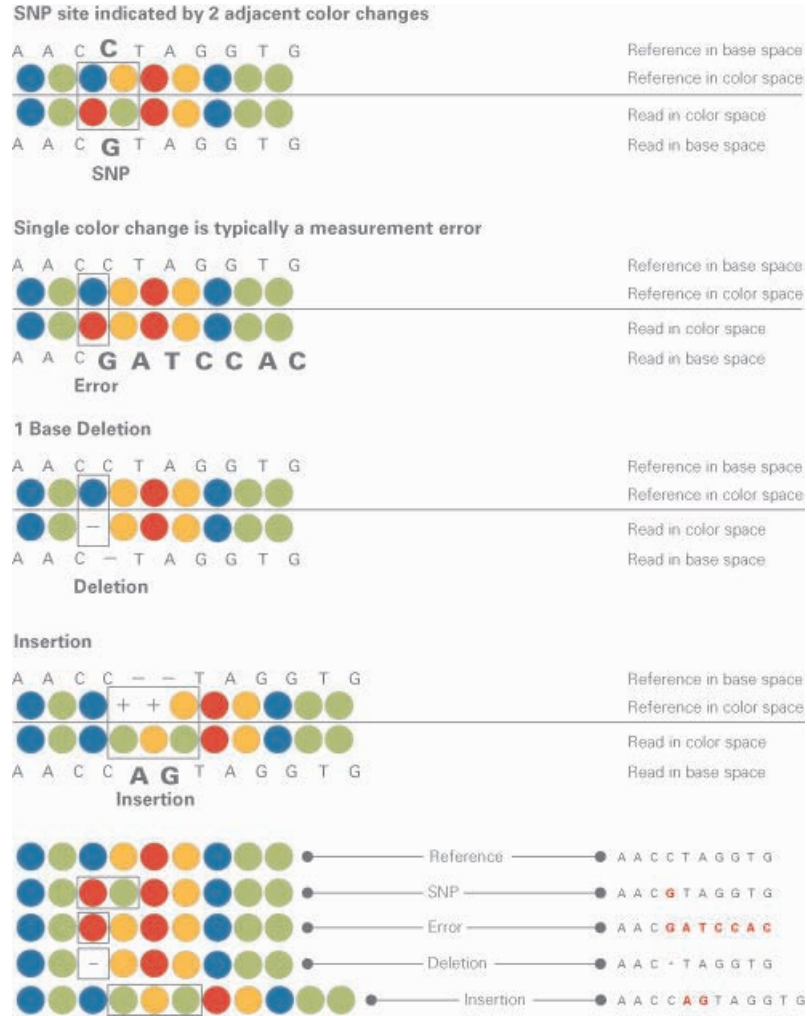 SNP site indicated by 2 adjacent color changes
A A C C T A G G T G Reference in base space
Reference in color space
Read in color space
A A C G T A G G T G Read in base space
SNP
Single color change is typically a measurement error
A A C C T A G G T G Reference in base space
Reference in color space
Read in color space
A A C G A T C C A C Read in base space
Error
1 Base Deletion
A A C C T A G G T G Reference in base space
Reference in color space
– Read in color space
A A C – T A G G T G Read in base space
Deletion
Insertion
A A C C – – T A G G T G Reference in base space
+ + Reference in color space
Read in color space
A A C C A G T A G G T G Read in base space
Insertion
Reference A A C C T A G G T G
SNP A A C G T A G G T G
Error A A C G A T C C A C
- Deletion A A C - T A G G T G
Insertion A A C C A G T A G G T G